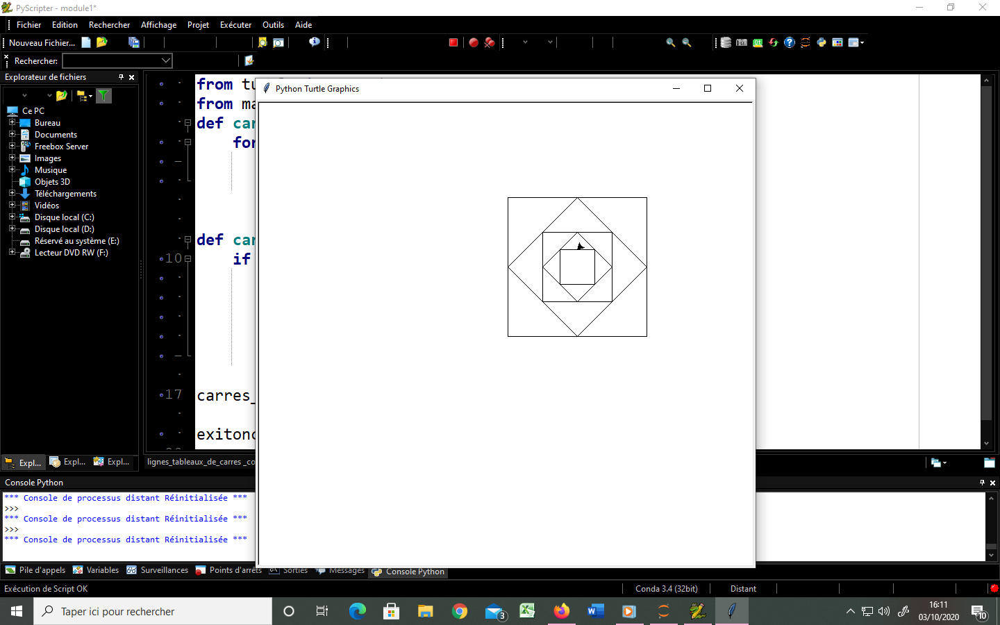 PyScripter - module1*
Fichier Edition Rechercher Affichage Projet Exécuter Outils Aide
Nouveau Fichier...
Rechercher:
Explorateur de fichiers
Ce PC
Bureau
Documents
Freebox Server
Images
Musique
Objets 3D
Téléchargements
Vidéos
Disque local (C:)
Disque local (D:)
Réservé au système (E:)
Lecteur DVD RW (F:)
Expl... Expl... Expl...
from tu
from ma
def car
for
def car
10 if
17 carres_
exitonc
lignes_tableaux_de_carres _co
Python Turtle Graphics
Console Python
*** Console de processus distant Réinitialisée ***
>>>
*** Console de processus distant Réinitialisée ***
>>>
*** Console de processus distant Réinitialisée ***
Pile d'appels Variables Surveillances Points d'arrêts Sorties Messages Console Python
Exécution de Script OK Conda 3.4 (32bit) Distant
Taper ici pour rechercher
3
16:11
03/10/2020
10